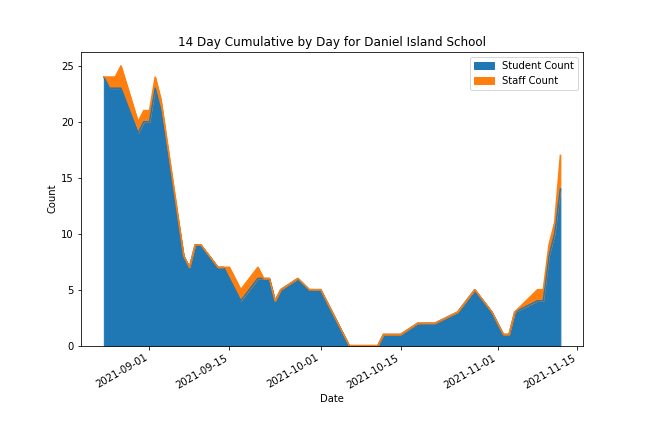 14 Day Cumulative by Day for Daniel Island School
Student Count
Staff Count
Count
25
20
15
10
5
0
2021-09-01
2021-09-15
2021-10-01
2021-10-15
2021-11-01
2021-11-15
Date